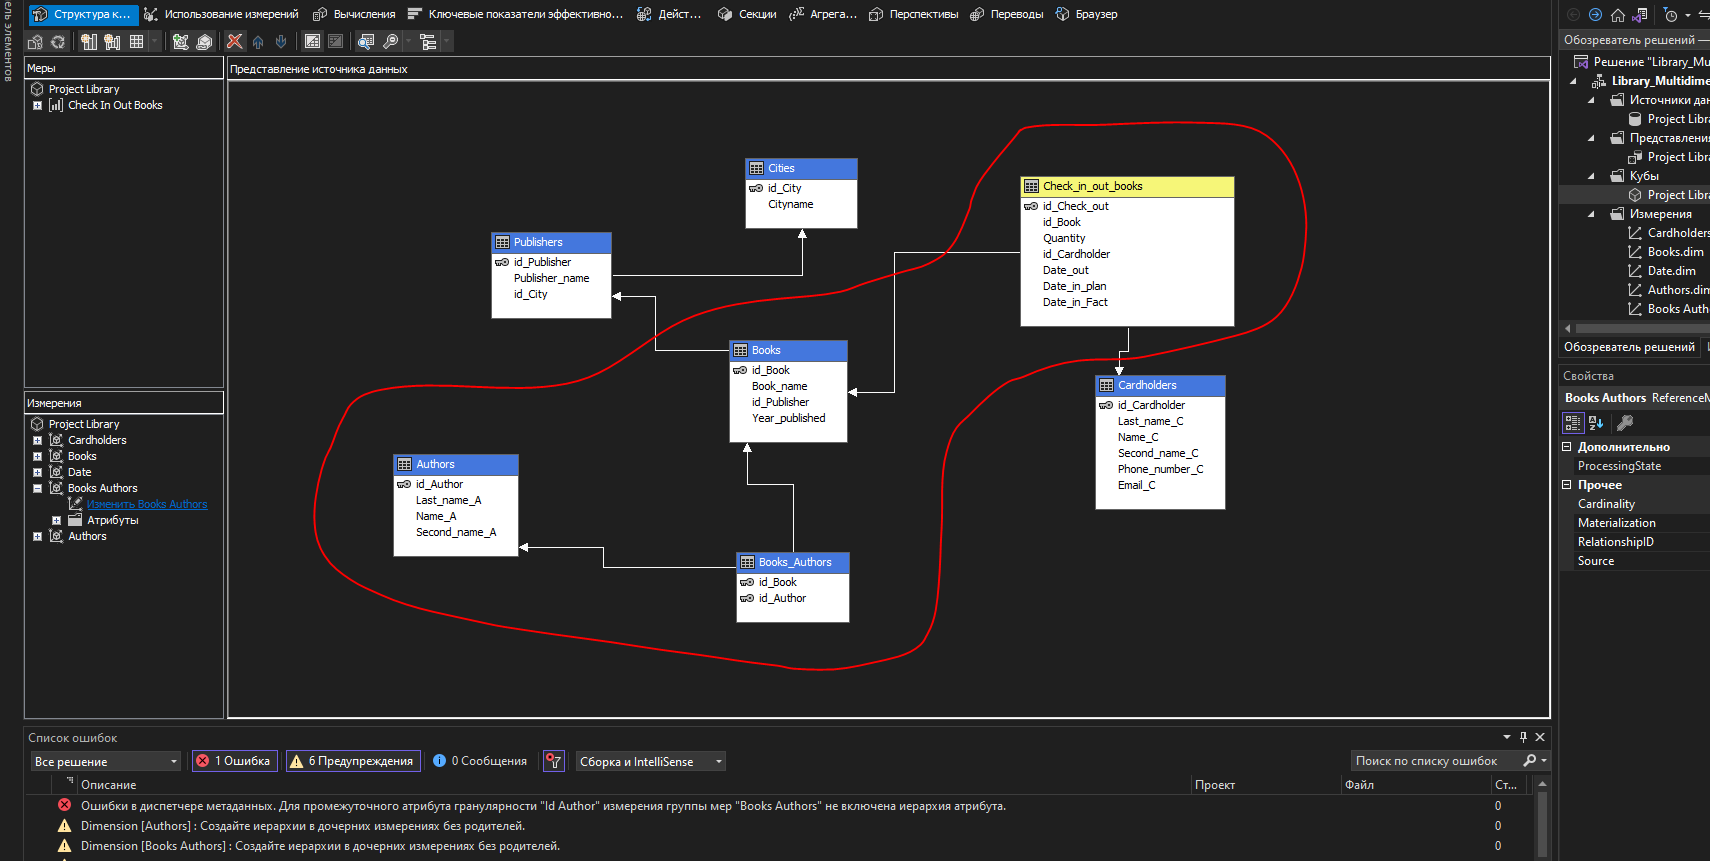 ель элементов
Структура к...
Использование измерений
Вычисления
Ключевые показатели эффективно...
Дейст...
Секции
Агрега...
Перспективы
Переводы
Браузер
Меры
Project Library
Check In Out Books
Измерения
Project Library
Cardholders
Books
Date
Books Authors
Изменить Books Authors
Атрибуты
Authors
Представление источника данных
Cities
id_City
Cityname
Publishers
id_Publisher
Publisher_name
id_City
Check_in_out_books
id_Check_out
id_Book
Quantity
id_Cardholder
Date_out
Date_in_plan
Date_in_Fact
Books
id_Book
Book_name
id_Publisher
Year_published
Cardholders
id_Cardholder
Last_name_C
Name_C
Second_name_C
Phone_number_C
Email_C
Authors
id_Author
Last_name_A
Name_A
Second_name_A
Books_Authors
id_Book
id_Author
Обозреватель решений —
Решение "Library_Mu
Library_Multidime
Источники дан
Project Libra
Представления
Project Libra
Кубы
Project Libra
Измерения
Cardholders
Books.dim
Date.dim
Authors.dim
Books Auth
Обозреватель решений
Свойства
Books Authors ReferenceM
Дополнительно
ProcessingState
Прочее
Cardinality
Materialization
RelationshipID
Source
Список ошибок
Все решение
1 Ошибка
6 Предупреждения
0 Сообщения
Сборка и IntelliSense
Поиск по списку ошибок
Описание
Проект
Файл
Ст...
Ошибки в диспетчере метаданных. Для промежуточного атрибута гранулярности "Id Author" измерения группы мер "Books Authors" не включена иерархия атрибута.
0
Dimension [Authors] : Создайте иерархии в дочерних измерениях без родителей.
0
Dimension [Books Authors] : Создайте иерархии в дочерних измерениях без родителей.
0